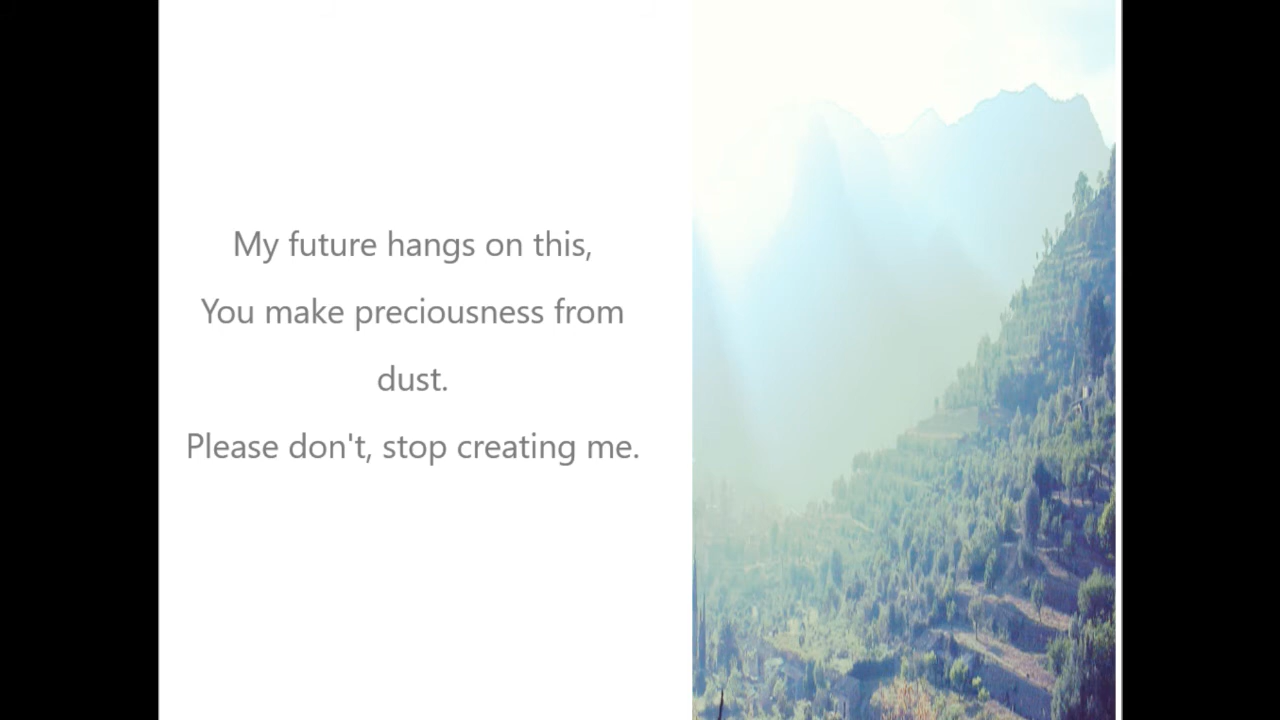 My future hangs on this,
You make preciousness from
dust.
Please don't, stop creating me.